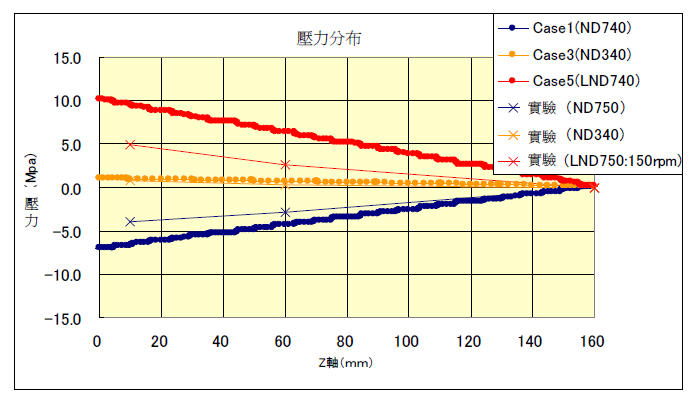 壓力分布
Case1(ND740)
Case3(ND340)
Case5(LND740)
實驗（ND750）
實驗（ND340）
實驗（LND750:150rpm）
15.0
10.0
5.0
0.0
−5.0
−10.0
−15.0
壓力（Mpa）
0 20 40 60 80 100 120 140 160
Z軸(mm)